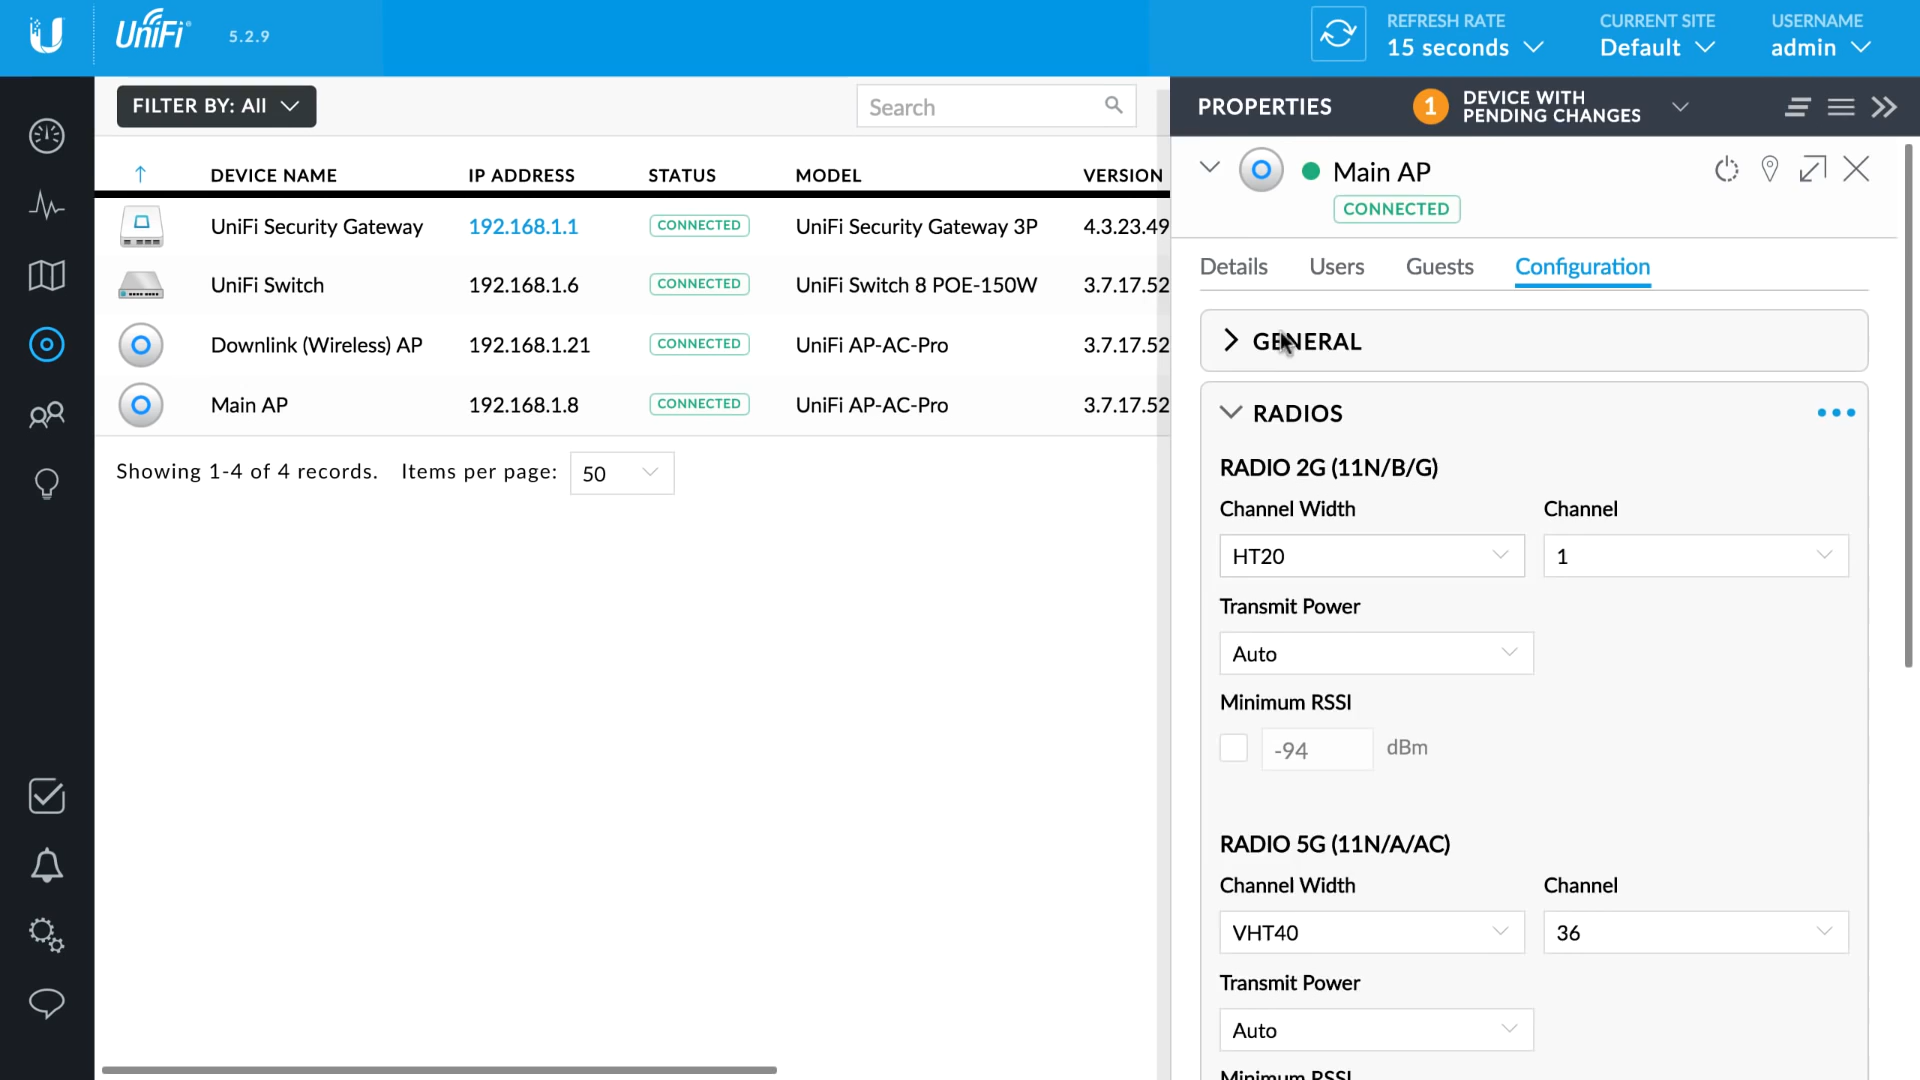 UniFi 5.2.9
REFRESH RATE
15 seconds
CURRENT SITE
Default
USERNAME
admin
FILTER BY: All
Search
PROPERTIES
1
DEVICE WITH
PENDING CHANGES
DEVICE NAME IP ADDRESS STATUS MODEL VERSION
UniFi Security Gateway 192.168.1.1 CONNECTED UniFi Security Gateway 3P 4.3.23.49
UniFi Switch 192.168.1.6 CONNECTED UniFi Switch 8 POE-150W 3.7.17.52
Downlink (Wireless) AP 192.168.1.21 CONNECTED UniFi AP-AC-Pro 3.7.17.52
Main AP 192.168.1.8 CONNECTED UniFi AP-AC-Pro 3.7.17.52
Showing 1-4 of 4 records. Items per page: 50
Main AP
CONNECTED
Details Users Guests Configuration
GENERAL
RADIOS
RADIO 2G (11N/B/G)
Channel Width Channel
HT20 1
Transmit Power
Auto
Minimum RSSI
-94 dBm
RADIO 5G (11N/A/AC)
Channel Width Channel
VHT40 36
Transmit Power
Auto
Minimum RSSI